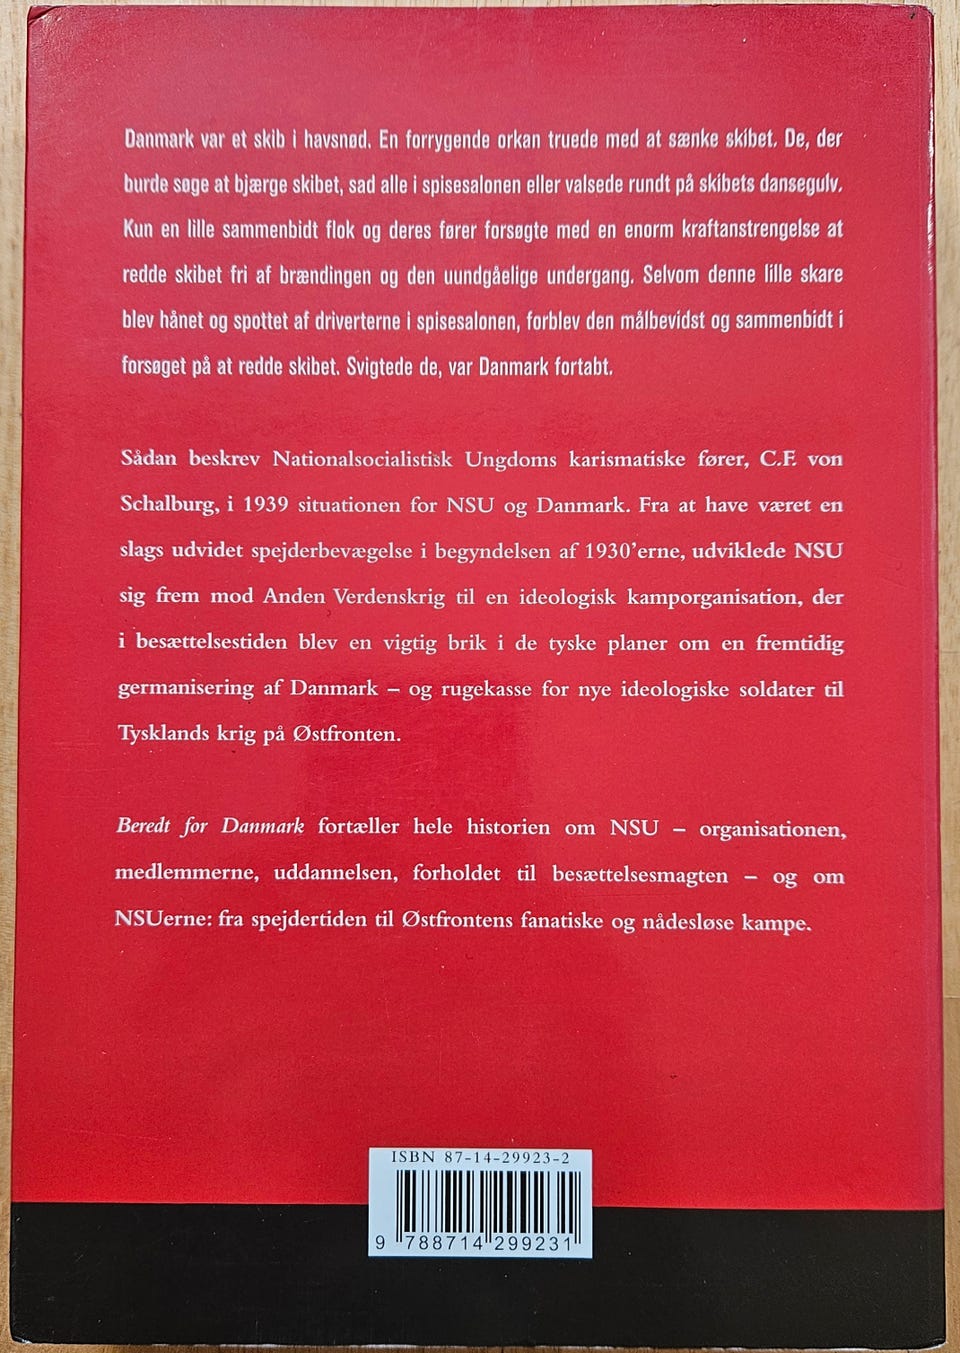 Danmark var et skib i havsnød. En forrygende orkan truede med at sænke skibet. De, der
burde søge at bjærge skibet, sad alle i spisesalonen eller valsede rundt på skibets dansegulv.
Kun en lille sammenbidt flok og deres fører forsøgte med en enorm kraftanstrengelse at
redde skibet fri af brændingen og den uundgåelige undergang. Selvom denne lille skare
blev hånet og spottet af driverterne i spisesalonen, forblev den målbevidst og sammenbidt i
forsøget på at redde skibet. Svigtede de, var Danmark fortabt.
Sådan beskrev Nationalsocialistisk Ungdoms karismatiske fører, C.F. von
Schalburg, i 1939 situationen for NSU og Danmark. Fra at have været en
slags udvidet spejderbevægelse i begyndelsen af 1930'erne, udviklede NSU
sig frem mod Anden Verdenskrig til en ideologisk kamporganisation, der
i besættelsestiden blev en vigtig brik i de tyske planer om en fremtidig
germanisering af Danmark – og rugekasse for nye ideologiske soldater til
Tysklands krig på Østfronten.
Beredt for Danmark fortæller hele historien om NSU – organisationen,
medlemmerne, uddannelsen, forholdet til besættelsesmagten – og om
NSUerne: fra spejdertiden til Østfrontens fanatiske og nådesløse kampe.
ISBN 87-14-29923-2
9 788714 299231